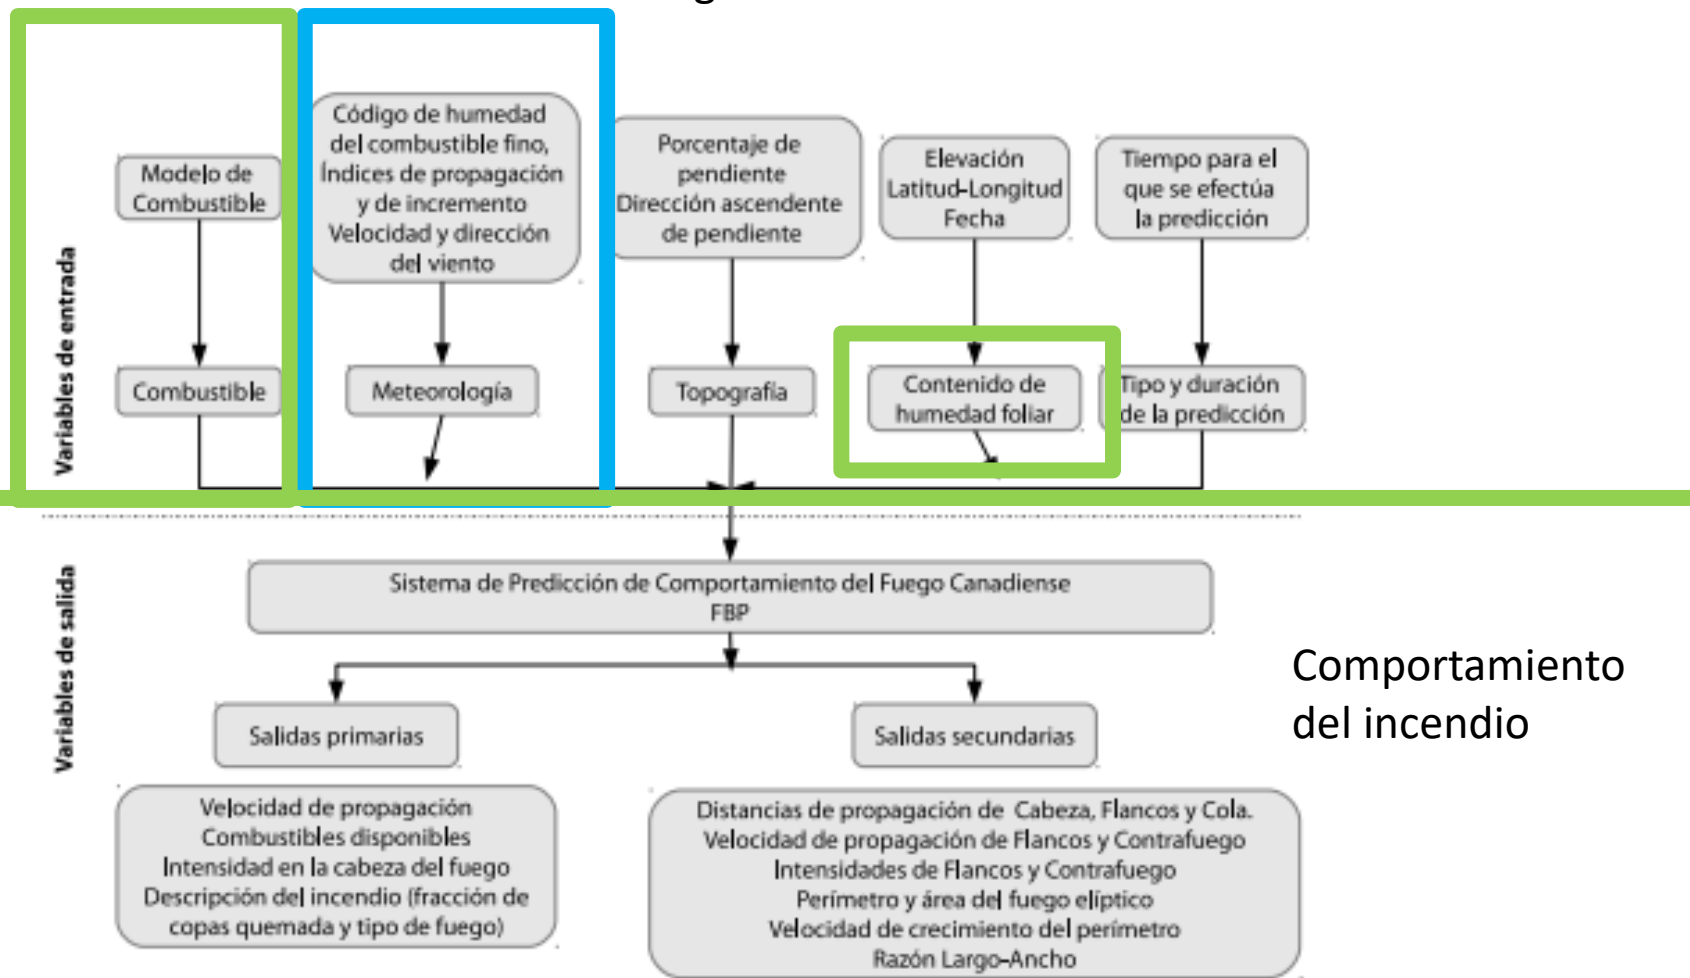 Variables de entrada
Modelo de
Combustible
Código de humedad
del combustible fino,
Índices de propagación
y de incremento
Velocidad y dirección
del viento
Porcentaje de
pendiente
Dirección ascendente
de pendiente
Elevación
Latitud-Longitud
Fecha
Tiempo para el
que se efectúa
la predicción
Combustible
Meteorología
Topografía
Contenido de
humedad foliar
Tipo y duración
de la predicción
Variables de salida
Sistema de Predicción de Comportamiento del Fuego Canadiense
FBP
Comportamiento
del incendio
Salidas primarias
Salidas secundarias
Velocidad de propagación
Combustibles disponibles
Intensidad en la cabeza del fuego
Descripción del incendio (fracción de
copas quemada y tipo de fuego)
Distancias de propagación de Cabeza, Flancos y Cola.
Velocidad de propagación de Flancos y Contrafuego
Intensidades de Flancos y Contrafuego
Perímetro y área del fuego elíptico
Velocidad de crecimiento del perímetro
Razón Largo-Ancho